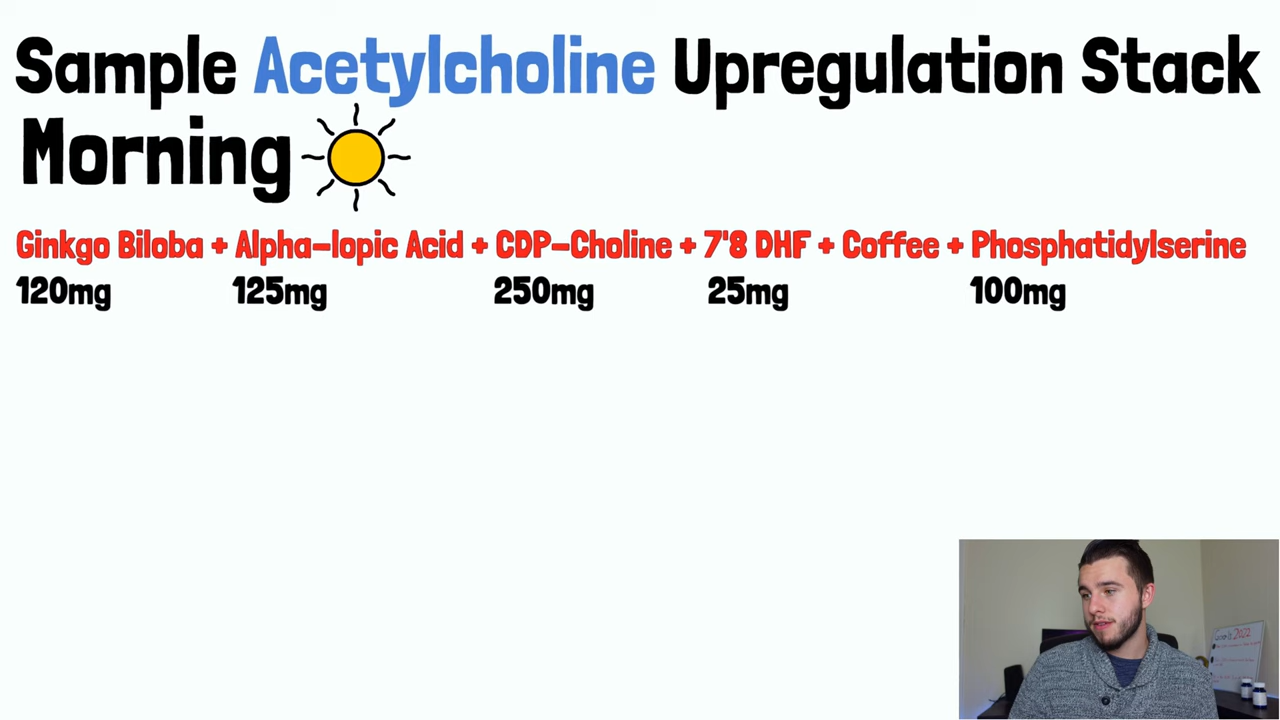 Sample Acetylcholine Upregulation Stack
Morning
Ginkgo Biloba + Alpha-lopic Acid + CDP-Choline + 7'8 DHF + Coffee + Phosphatidylserine
120mg 125mg 250mg 25mg 100mg
2022